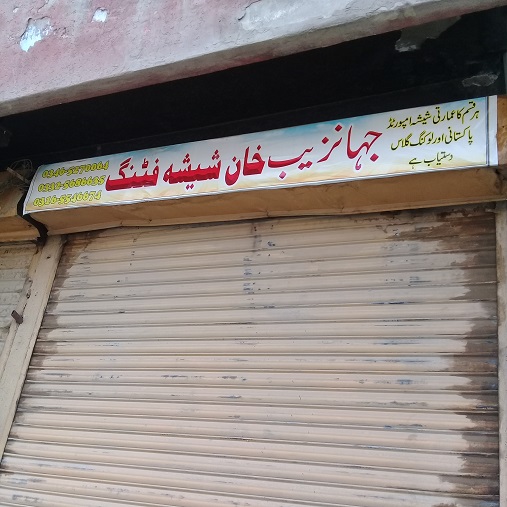 ہر قسم کا عمارتی شیشہ امپورٹڈ
پاکستانی اور لوکنگ گلاس
دستیاب ہے
جہانزیب خان شیشہ فٹنگ